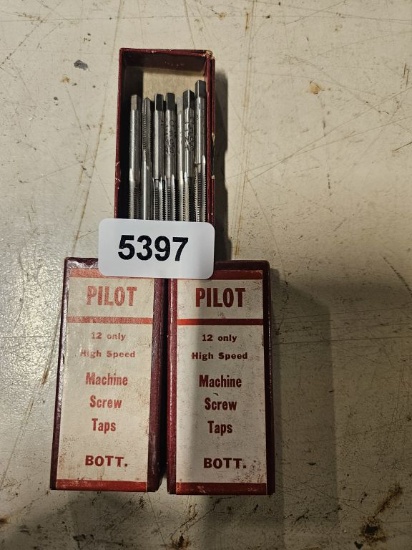 5397
PILOT
12 only
High Speed
Machine
Screw
Taps
BOTT.
PILOT
12 only
High Speed
Machine
Screw
Taps
BOTT.